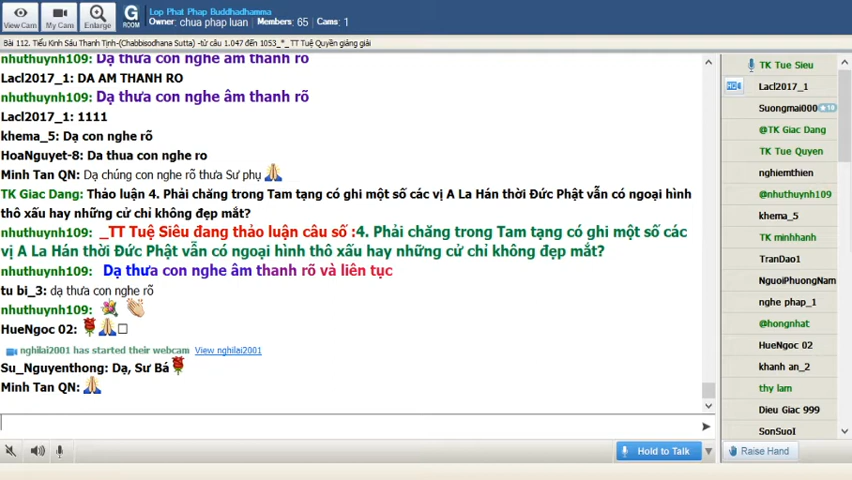 View Cam
My Cam
Enlarge
G
ROOM
Lop Phat Phap Buddhadhamma
Owner: chua phap luan
Members: 65
Cams: 1
Bài 112. Tiểu Kinh Sáu Thanh Tịnh-(Chabbisodhana Sutta) -từ câu 1.047 đến 1053_*_ TT Tuệ Quyền giảng giải
nhuthuynh109: Dạ thưa con nghe âm thanh rõ
Lacl2017_1: DA AM THANH RO
nhuthuynh109: Dạ thưa con nghe âm thanh rõ
Lacl2017_1: 1111
khema_5: Dạ con nghe rõ
HoaNguyet-8: Da thua con nghe ro
Minh Tan QN: Dạ chúng con nghe rõ thưa Sư phụ 🙏
TK Giac Dang: Thảo luận 4. Phải chăng trong Tam tạng có ghi một số các vị A La Hán thời Đức Phật vẫn có ngoại hình
thô xấu hay những cử chỉ không đẹp mắt?
nhuthuynh109: _TT Tuệ Siêu đang thảo luận câu số :4. Phải chăng trong Tam tạng có ghi một số các
vị A La Hán thời Đức Phật vẫn có ngoại hình thô xấu hay những cử chỉ không đẹp mắt?
nhuthuynh109: Dạ thưa con nghe âm thanh rõ và liên tục
tu bi_3: dạ thưa con nghe rõ
nhuthuynh109: 💐 👏
HueNgoc 02: 🌹🙏□
nghilai2001 has started their webcam View nghilai2001
Su_Nguyenthong: Dạ, Sư Bá🌹
Minh Tan QN: 🙏
Hold to Talk
TK Tue Sieu
Lacl2017_1
Suongmai000
@TK Giac Dang
TK Tue Quyen
nghiemthien
@nhuthuynh109
khema_5
TK minhhanh
TranDao1
NguoiPhuongNam
nghe phap_1
@hongnhat
HueNgoc 02
khanh an_2
thy lam
Dieu Giac 999
SonSuoI
Raise Hand